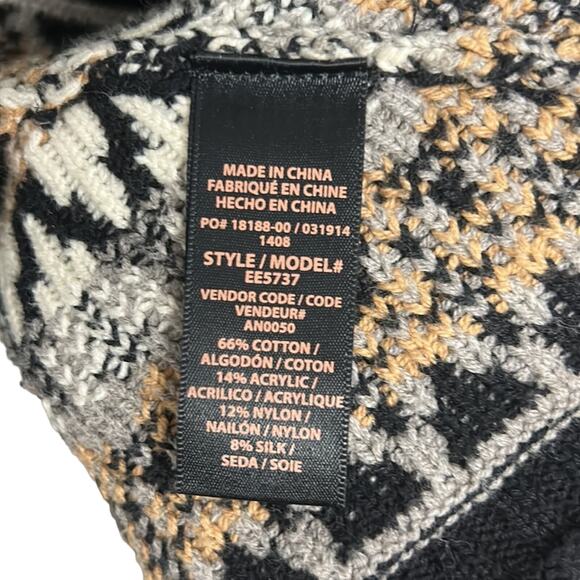 MADE IN CHINA
FABRIQUÉ EN CHINE
HECHO EN CHINA
PO# 18188-00 / 031914
1408
STYLE / MODEL#
EE5737
VENDOR CODE / CODE
VENDEUR#
AN0050
66% COTTON /
ALGODÓN / COTON
14% ACRYLIC /
ACRILICO / ACRYLIQUE
12% NYLON /
NAILÓN / NYLON
8% SILK /
SEDA / SOIE